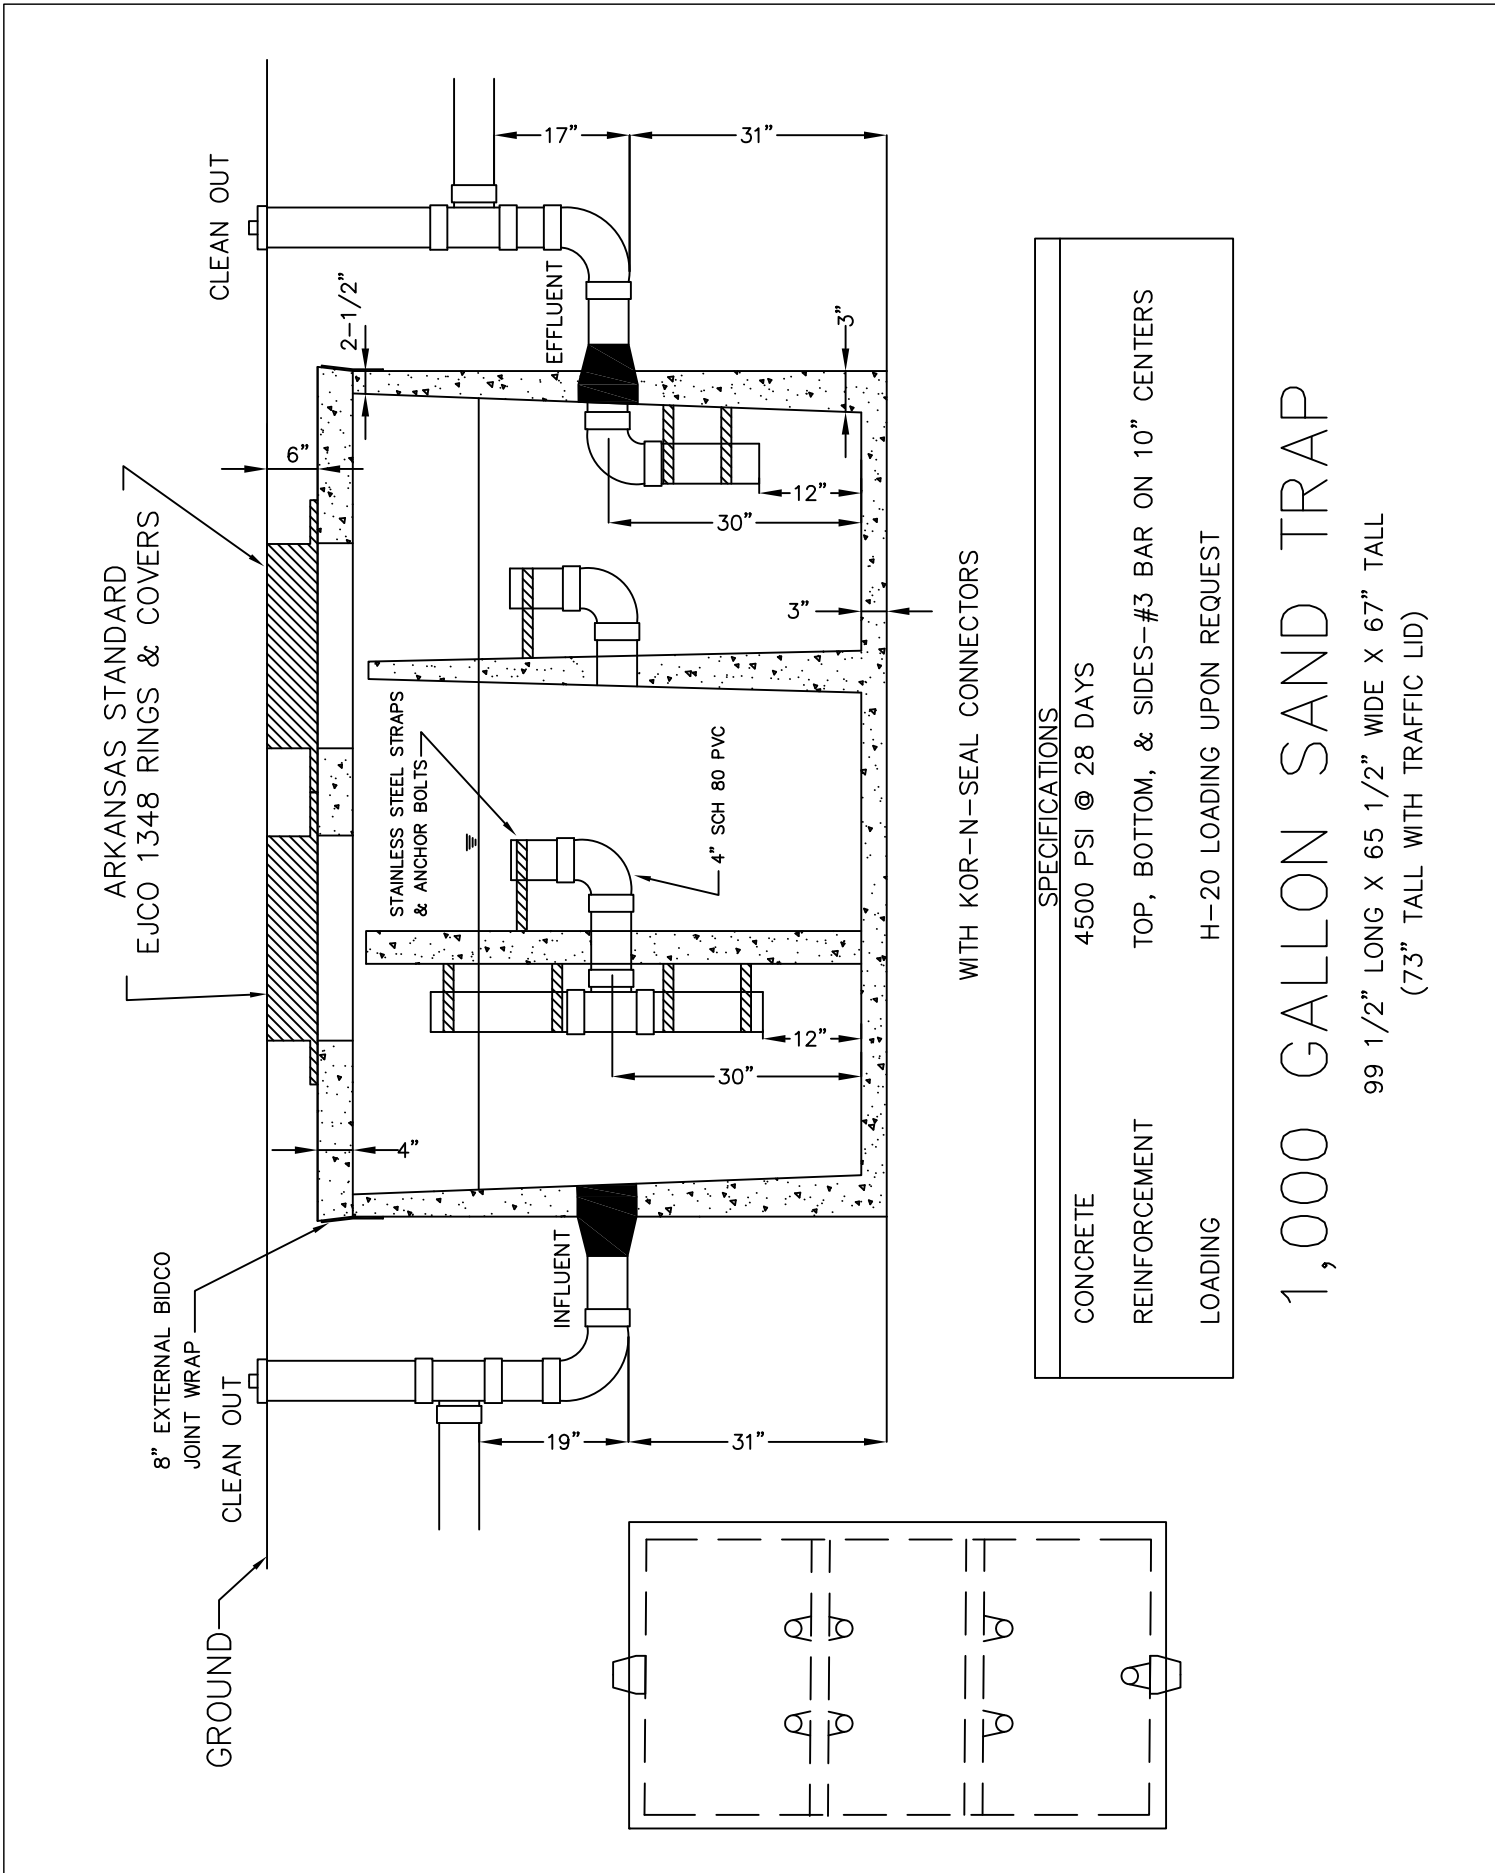 ARKANSAS STANDARD
EJCO 1348 RINGS & COVERS
8" EXTERNAL BIDCO
JOINT WRAP
CLEAN OUT
GROUND
CLEAN OUT
6"
2-1/2"
4"
STAINLESS STEEL STRAPS
& ANCHOR BOLTS
INFLUENT
EFFLUENT
19"
31"
17"
31"
4" SCH 80 PVC
12"
30"
12"
30"
3"
3"
WITH KOR-N-SEAL CONNECTORS
SPECIFICATIONS
CONCRETE 4500 PSI @ 28 DAYS
REINFORCEMENT TOP, BOTTOM, & SIDES-#3 BAR ON 10" CENTERS
LOADING H-20 LOADING UPON REQUEST
1,000 GALLON SAND TRAP
99 1/2" LONG X 65 1/2" WIDE X 67" TALL
(73" TALL WITH TRAFFIC LID)